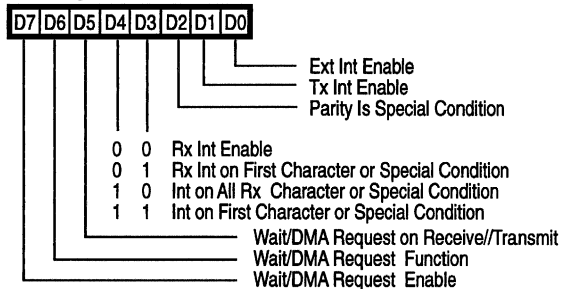 D7 D6 D5 D4 D3 D2 D1 D0
Ext Int Enable
Tx Int Enable
Parity Is Special Condition
0 0 Rx Int Enable
0 1 Rx Int on First Character or Special Condition
1 0 Int on All Rx Character or Special Condition
1 1 Int on First Character or Special Condition
Wait/DMA Request on Receive//Transmit
Wait/DMA Request Function
Wait/DMA Request Enable